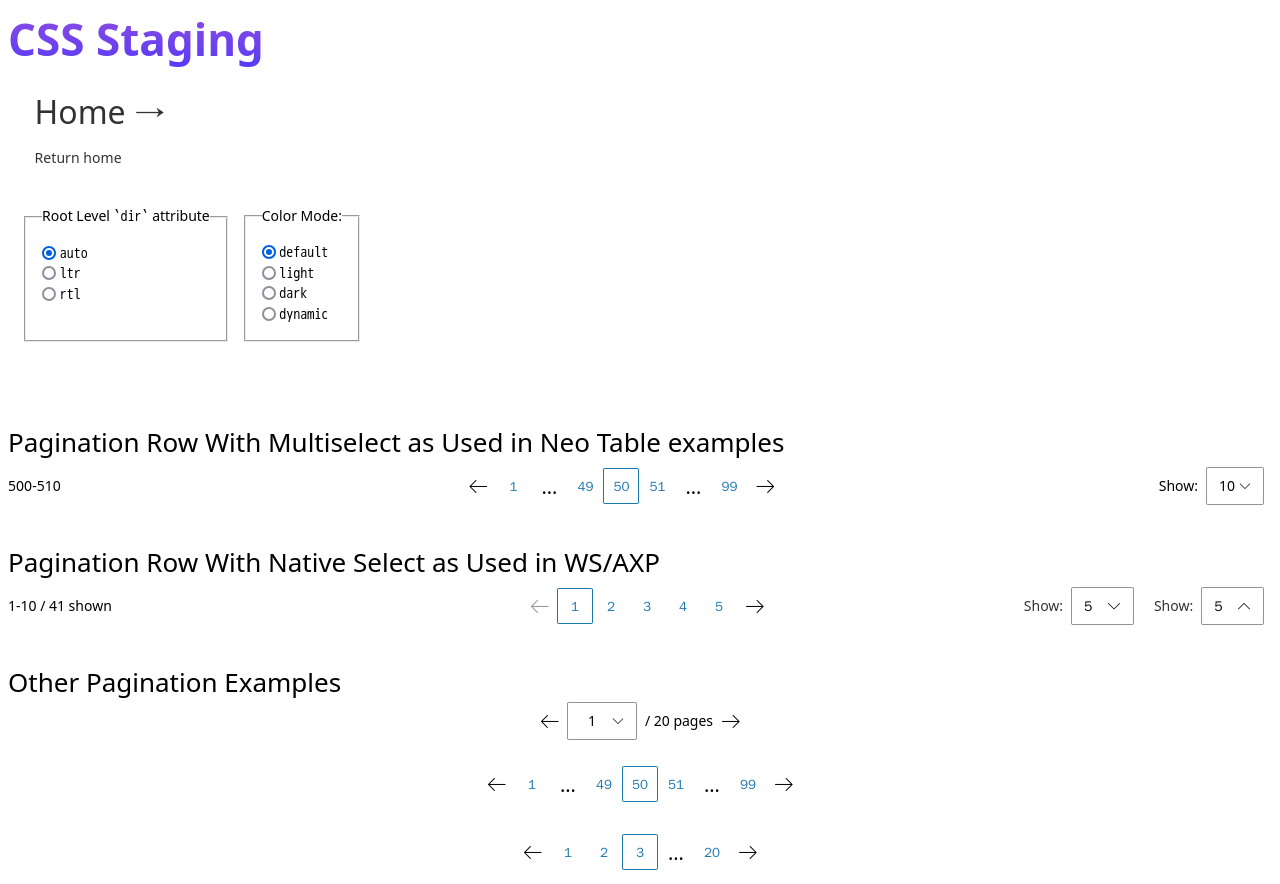 CSS Staging
Home →
Return home
Root Level `dir` attribute
auto
ltr
rtl
Color Mode:
default
light
dark
dynamic
Pagination Row With Multiselect as Used in Neo Table examples
500-510 ← 1 ... 49 50 51 ... 99 → Show: 10
Pagination Row With Native Select as Used in WS/AXP
1-10 / 41 shown ← 1 2 3 4 5 → Show: 5 Show: 5
Other Pagination Examples
← 1 / 20 pages →
← 1 ... 49 50 51 ... 99 →
← 1 2 3 ... 20 →